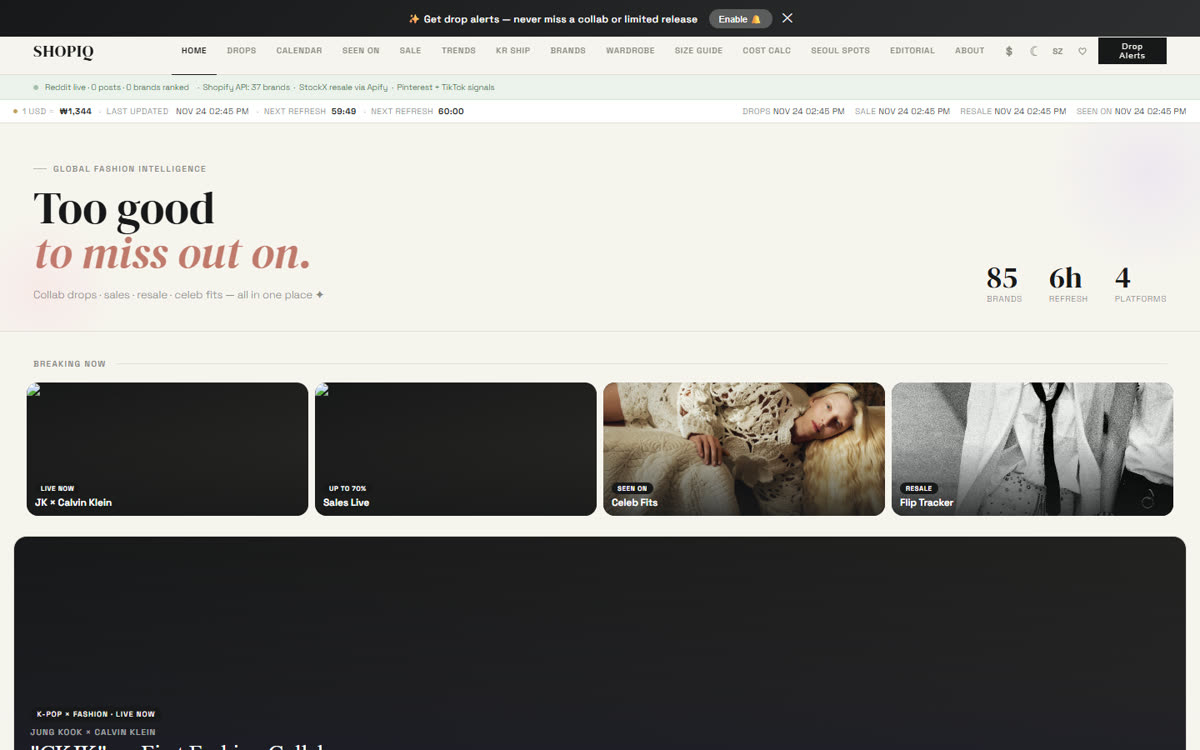 ✨ Get drop alerts — never miss a collab or limited release Enable 🔔
SHOPIQ HOME DROPS CALENDAR SEEN ON SALE TRENDS KR SHIP BRANDS WARDROBE SIZE GUIDE COST CALC SEOUL SPOTS EDITORIAL ABOUT $ SZ Drop Alerts
Reddit live · 0 posts · 0 brands ranked · Shopify API: 37 brands · StockX resale via Apify · Pinterest + TikTok signals
1 USD = ₩1,344 · LAST UPDATED NOV 24 02:45 PM · NEXT REFRESH 59:49 · NEXT REFRESH 60:00 DROPS NOV 24 02:45 PM SALE NOV 24 02:45 PM RESALE NOV 24 02:45 PM SEEN ON NOV 24 02:45 PM
GLOBAL FASHION INTELLIGENCE
Too good
to miss out on.
Collab drops · sales · resale · celeb fits — all in one place ✦
85 6h 4
BRANDS REFRESH PLATFORMS
BREAKING NOW
LIVE NOW
JK × Calvin Klein
UP TO 70%
Sales Live
SEEN ON
Celeb Fits
RESALE
Flip Tracker
K-POP × FASHION · LIVE NOW
JUNG KOOK × CALVIN KLEIN
First Fashion Collab